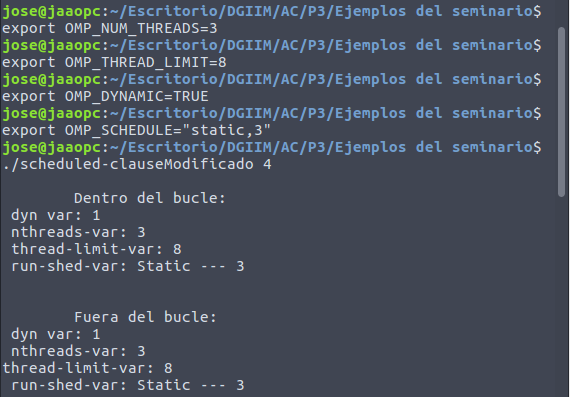 jose@jaaopc:~/Escritorio/DGIIM/AC/P3/Ejemplos del seminario$
export OMP_NUM_THREADS=3
jose@jaaopc:~/Escritorio/DGIIM/AC/P3/Ejemplos del seminario$
export OMP_THREAD_LIMIT=8
jose@jaaopc:~/Escritorio/DGIIM/AC/P3/Ejemplos del seminario$
export OMP_DYNAMIC=TRUE
jose@jaaopc:~/Escritorio/DGIIM/AC/P3/Ejemplos del seminario$
export OMP_SCHEDULE="static,3"
jose@jaaopc:~/Escritorio/DGIIM/AC/P3/Ejemplos del seminario$
./scheduled-clauseModificado 4
Dentro del bucle:
dyn var: 1
nthreads-var: 3
thread-limit-var: 8
run-shed-var: Static --- 3
Fuera del bucle:
dyn var: 1
nthreads-var: 3
thread-limit-var: 8
run-shed-var: Static --- 3